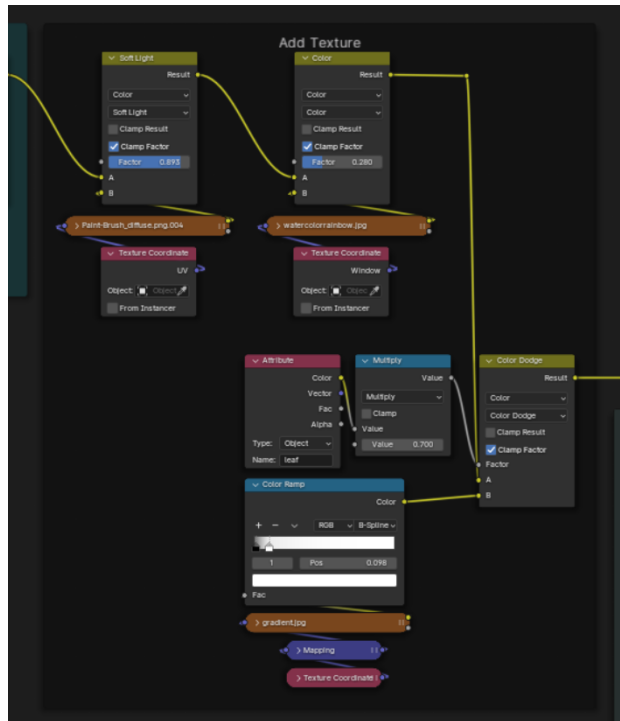 Add Texture
Soft Light
Result
Color
Soft Light
Clamp Result
Clamp Factor
Factor 0.893
A
B
Paint-Brush_diffuse.png.004
Texture Coordinate
UV
Object: Object
From Instancer
Color
Result
Color
Color
Clamp Result
Clamp Factor
Factor 0.280
A
B
watercolorrainbow.jpg
Texture Coordinate
Window
Object: Objec
From Instancer
Attribute
Color
Vector
Fac
Alpha
Type: Object
Name: leaf
Multiply
Value
Multiply
Clamp
Value
Value 0.700
Color Dodge
Result
Color
Color Dodge
Clamp Result
Clamp Factor
Factor
A
B
Color Ramp
Color
RGB B-Spline
1 Pos 0.098
Fac
gradient.jpg
Mapping
Texture Coordinate